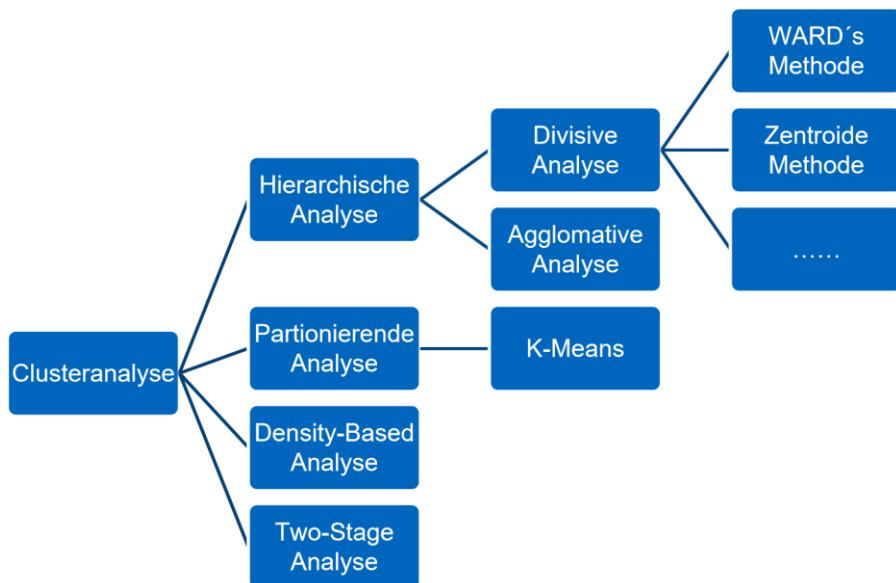 WARD´s
Methode
Divisive
Analyse
Zentroide
Methode
Hierarchische
Analyse
Agglomative
Analyse
......
Partionierende
Analyse
K-Means
Clusteranalyse
Density-Based
Analyse
Two-Stage
Analyse